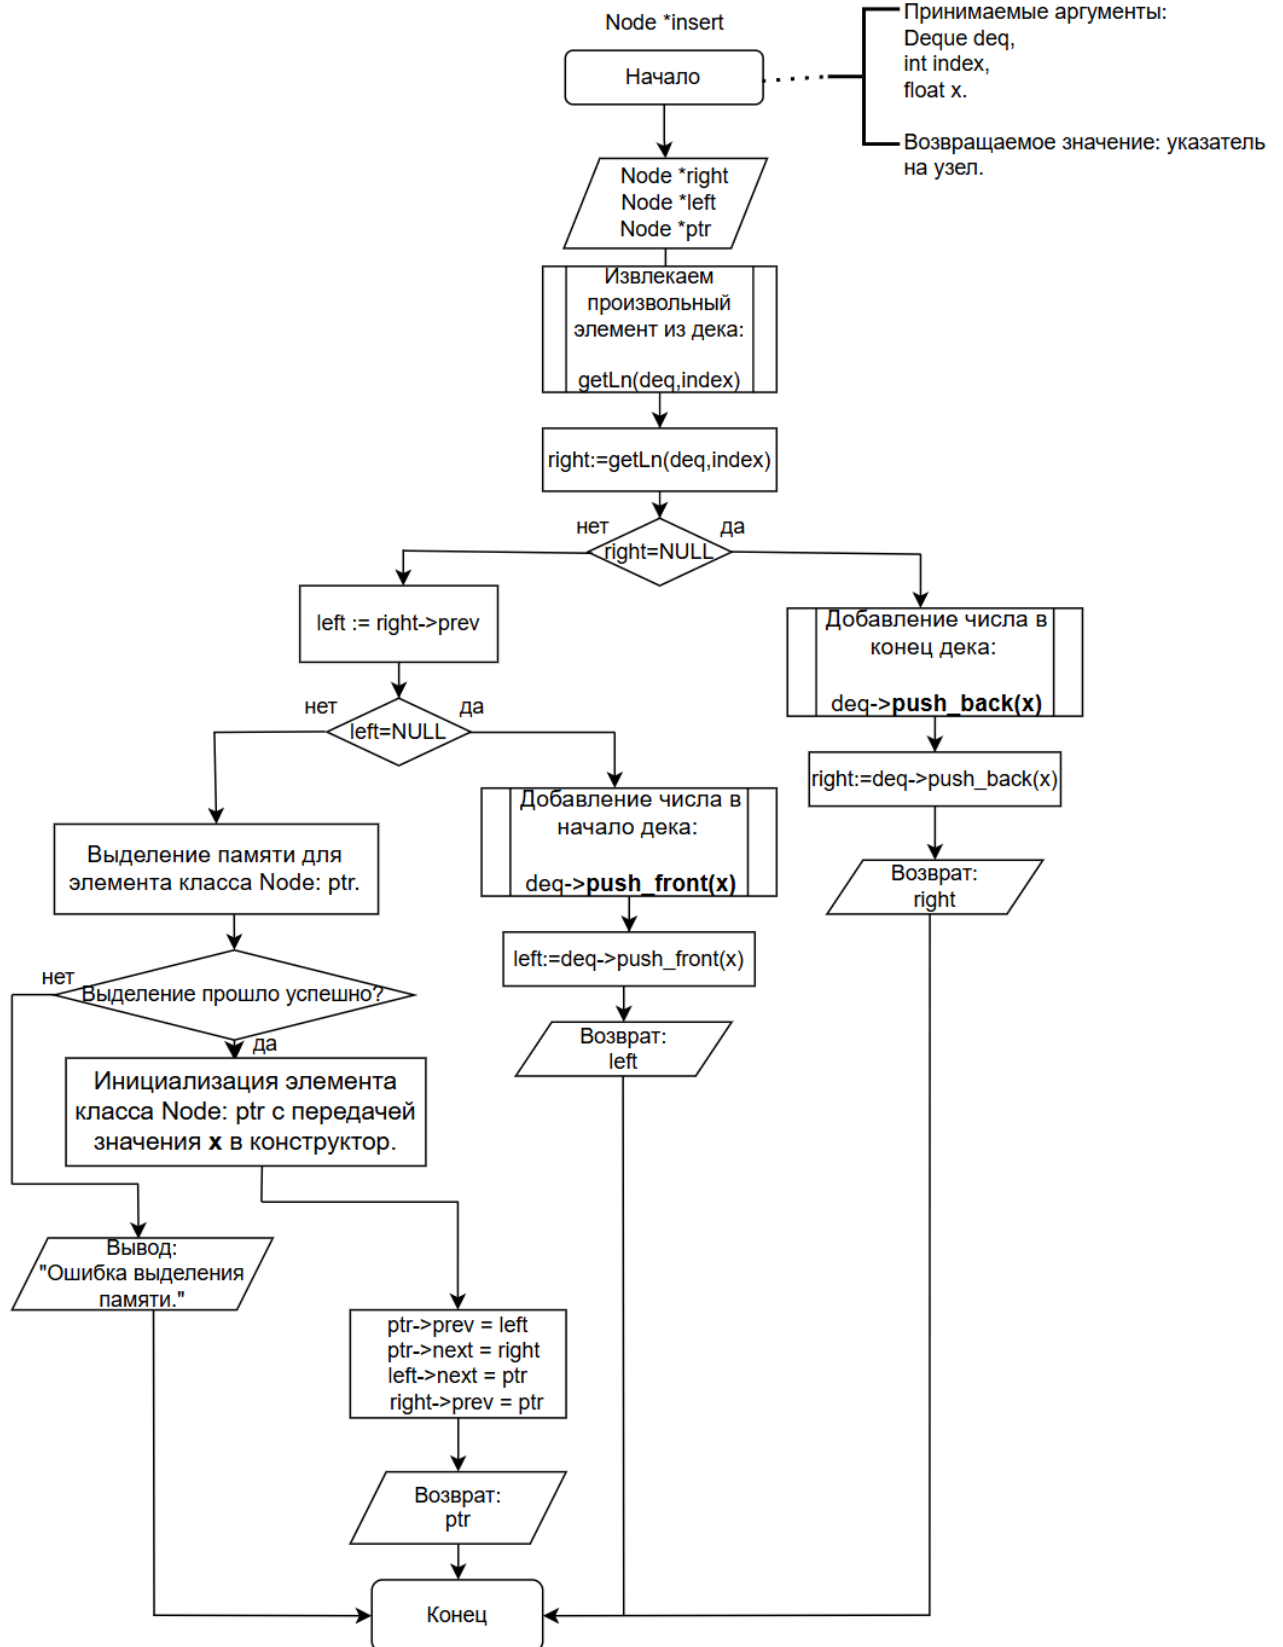 Node *insert
Начало
Принимаемые аргументы:
Deque deq,
int index,
float x.
Возвращаемое значение: указатель
на узел.
Node *right
Node *left
Node *ptr
Извлекаем
произвольный
элемент из дека:
getLn(deq,index)
right:=getLn(deq,index)
нет
да
right=NULL
left := right->prev
Добавление числа в
конец дека:
deq->push_back(x)
нет
да
left=NULL
right:=deq->push_back(x)
Добавление числа в
начало дека:
deq->push_front(x)
Выделение памяти для
элемента класса Node: ptr.
Возврат:
right
left:=deq->push_front(x)
нет
Выделение прошло успешно?
да
Возврат:
left
Инициализация элемента
класса Node: ptr с передачей
значения x в конструктор.
Вывод:
"Ошибка выделения
памяти."
ptr->prev = left
ptr->next = right
left->next = ptr
right->prev = ptr
Возврат:
ptr
Конец